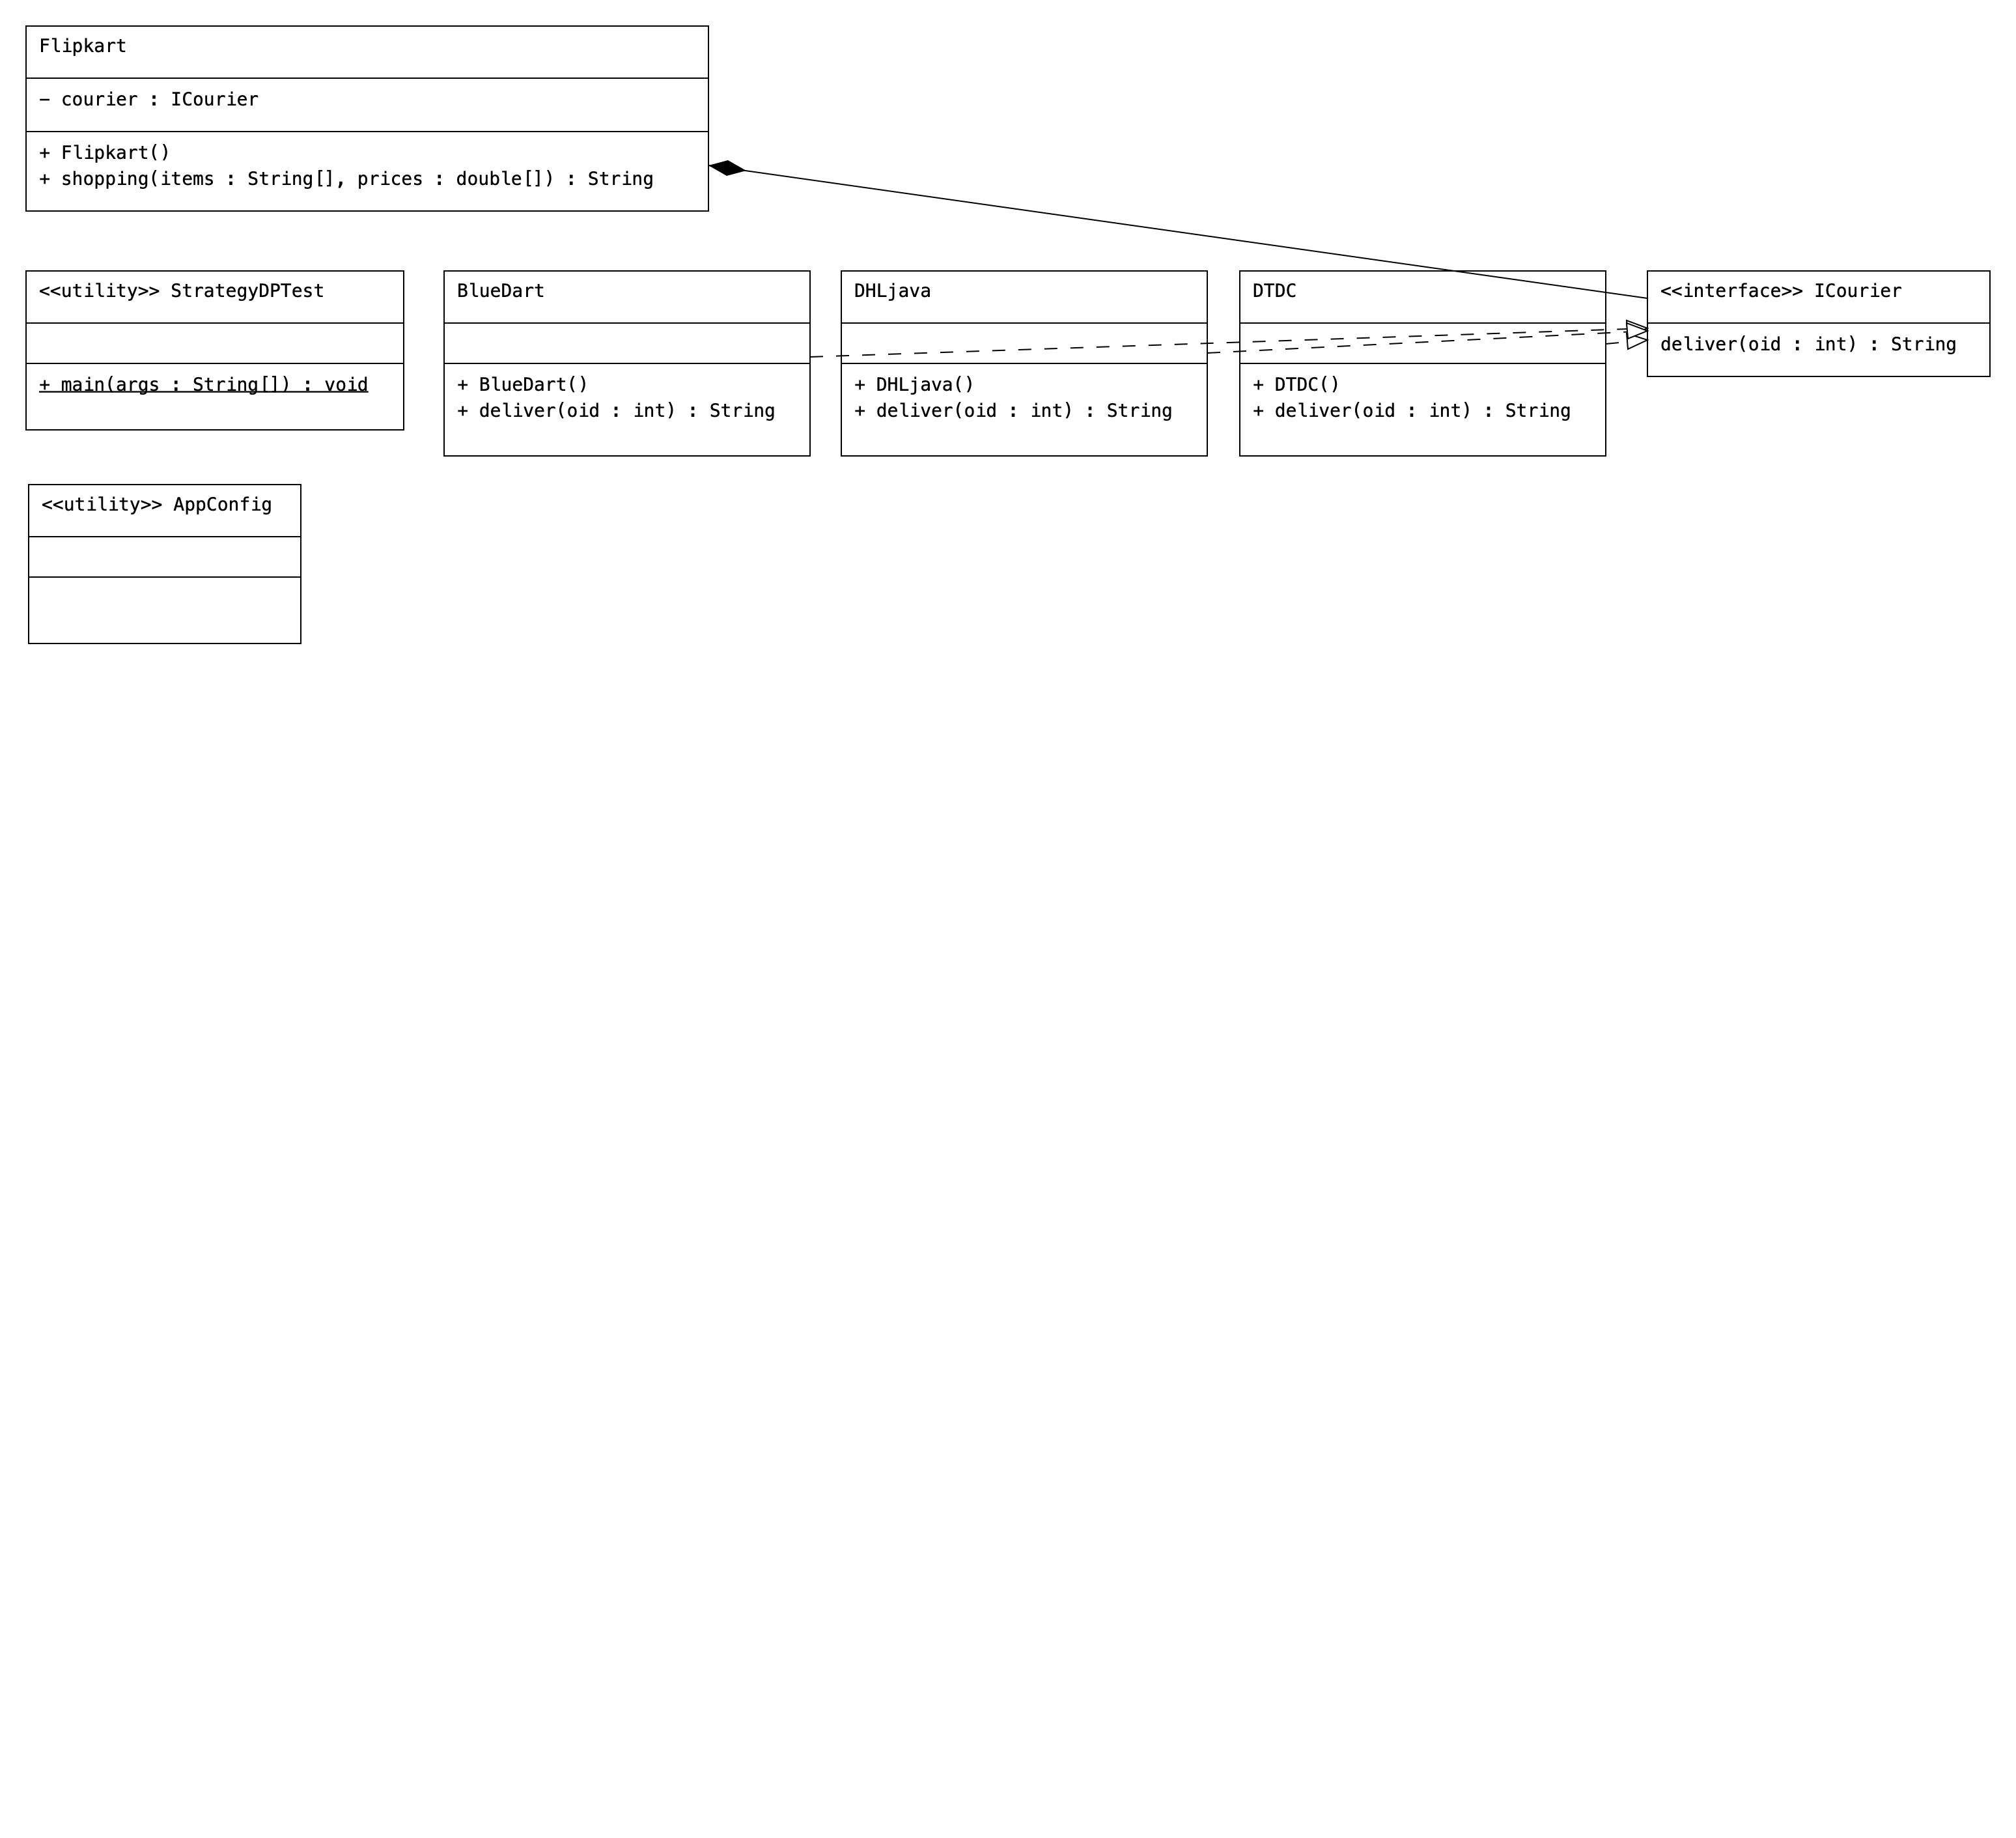 Flipkart
− courier : ICourier
+ Flipkart()
+ shopping(items : String[], prices : double[]) : String
<<utility>> StrategyDPTest
+ main(args : String[]) : void
BlueDart
+ BlueDart()
+ deliver(oid : int) : String
DHLjava
+ DHLjava()
+ deliver(oid : int) : String
DTDC
+ DTDC()
+ deliver(oid : int) : String
<<interface>> ICourier
deliver(oid : int) : String
<<utility>> AppConfig